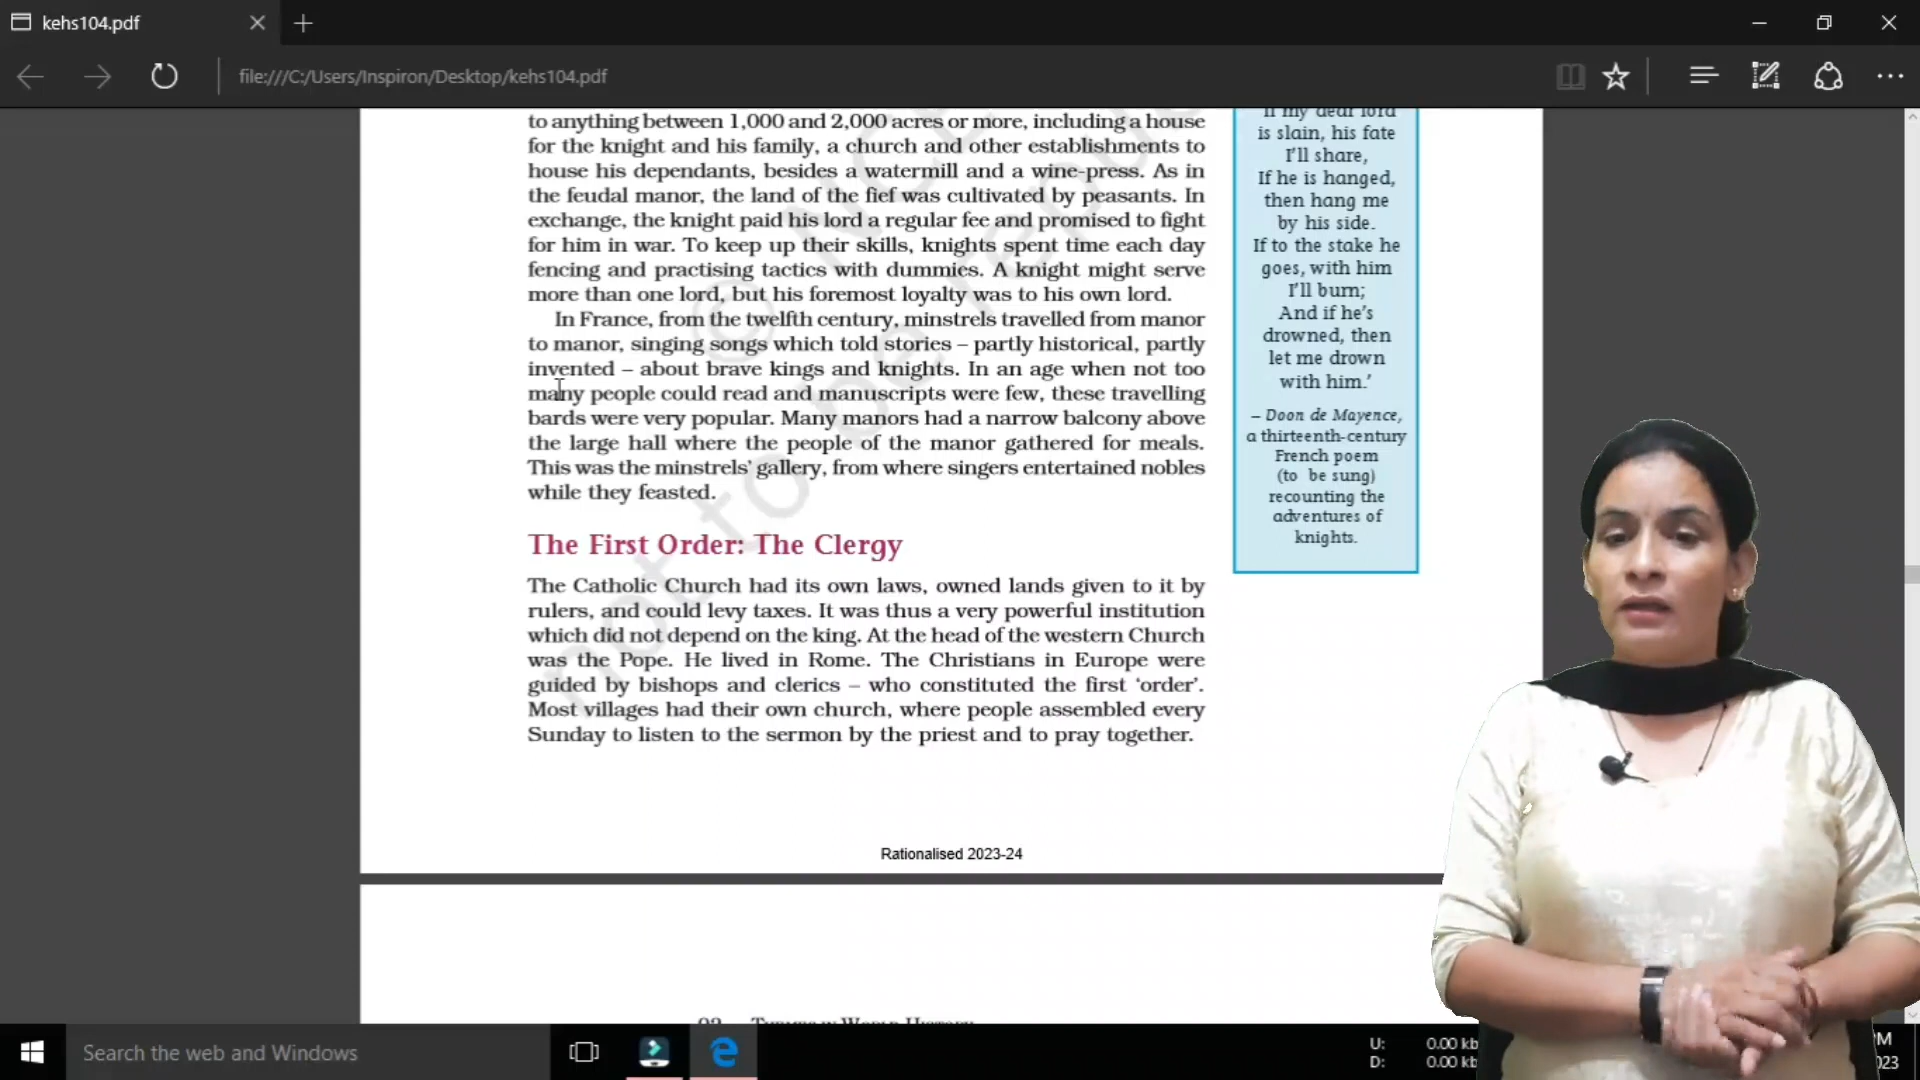 kehs104.pdf
file:///C:/Users/Inspiron/Desktop/kehs104.pdf
to anything between 1,000 and 2,000 acres or more, including a house
for the knight and his family, a church and other establishments to
house his dependants, besides a watermill and a wine-press. As in
the feudal manor, the land of the fief was cultivated by peasants. In
exchange, the knight paid his lord a regular fee and promised to fight
for him in war. To keep up their skills, knights spent time each day
fencing and practising tactics with dummies. A knight might serve
more than one lord, but his foremost loyalty was to his own lord.
In France, from the twelfth century, minstrels travelled from manor
to manor, singing songs which told stories – partly historical, partly
invented – about brave kings and knights. In an age when not too
many people could read and manuscripts were few, these travelling
bards were very popular. Many manors had a narrow balcony above
the large hall where the people of the manor gathered for meals.
This was the minstrels' gallery, from where singers entertained nobles
while they feasted.
The First Order: The Clergy
The Catholic Church had its own laws, owned lands given to it by
rulers, and could levy taxes. It was thus a very powerful institution
which did not depend on the king. At the head of the western Church
was the Pope. He lived in Rome. The Christians in Europe were
guided by bishops and clerics – who constituted the first 'order'.
Most villages had their own church, where people assembled every
Sunday to listen to the sermon by the priest and to pray together.
If my dear lord
is slain, his fate
I'll share,
If he is hanged,
then hang me
by his side.
If to the stake he
goes, with him
I'll burn;
And if he's
drowned, then
let me drown
with him.'
– Doon de Mayence,
a thirteenth-century
French poem
(to be sung)
recounting the
adventures of
knights.
© NCE
not to be repu
Rationalised 2023-24
Search the web and Windows
U: 0.00 kb
D: 0.00 kb